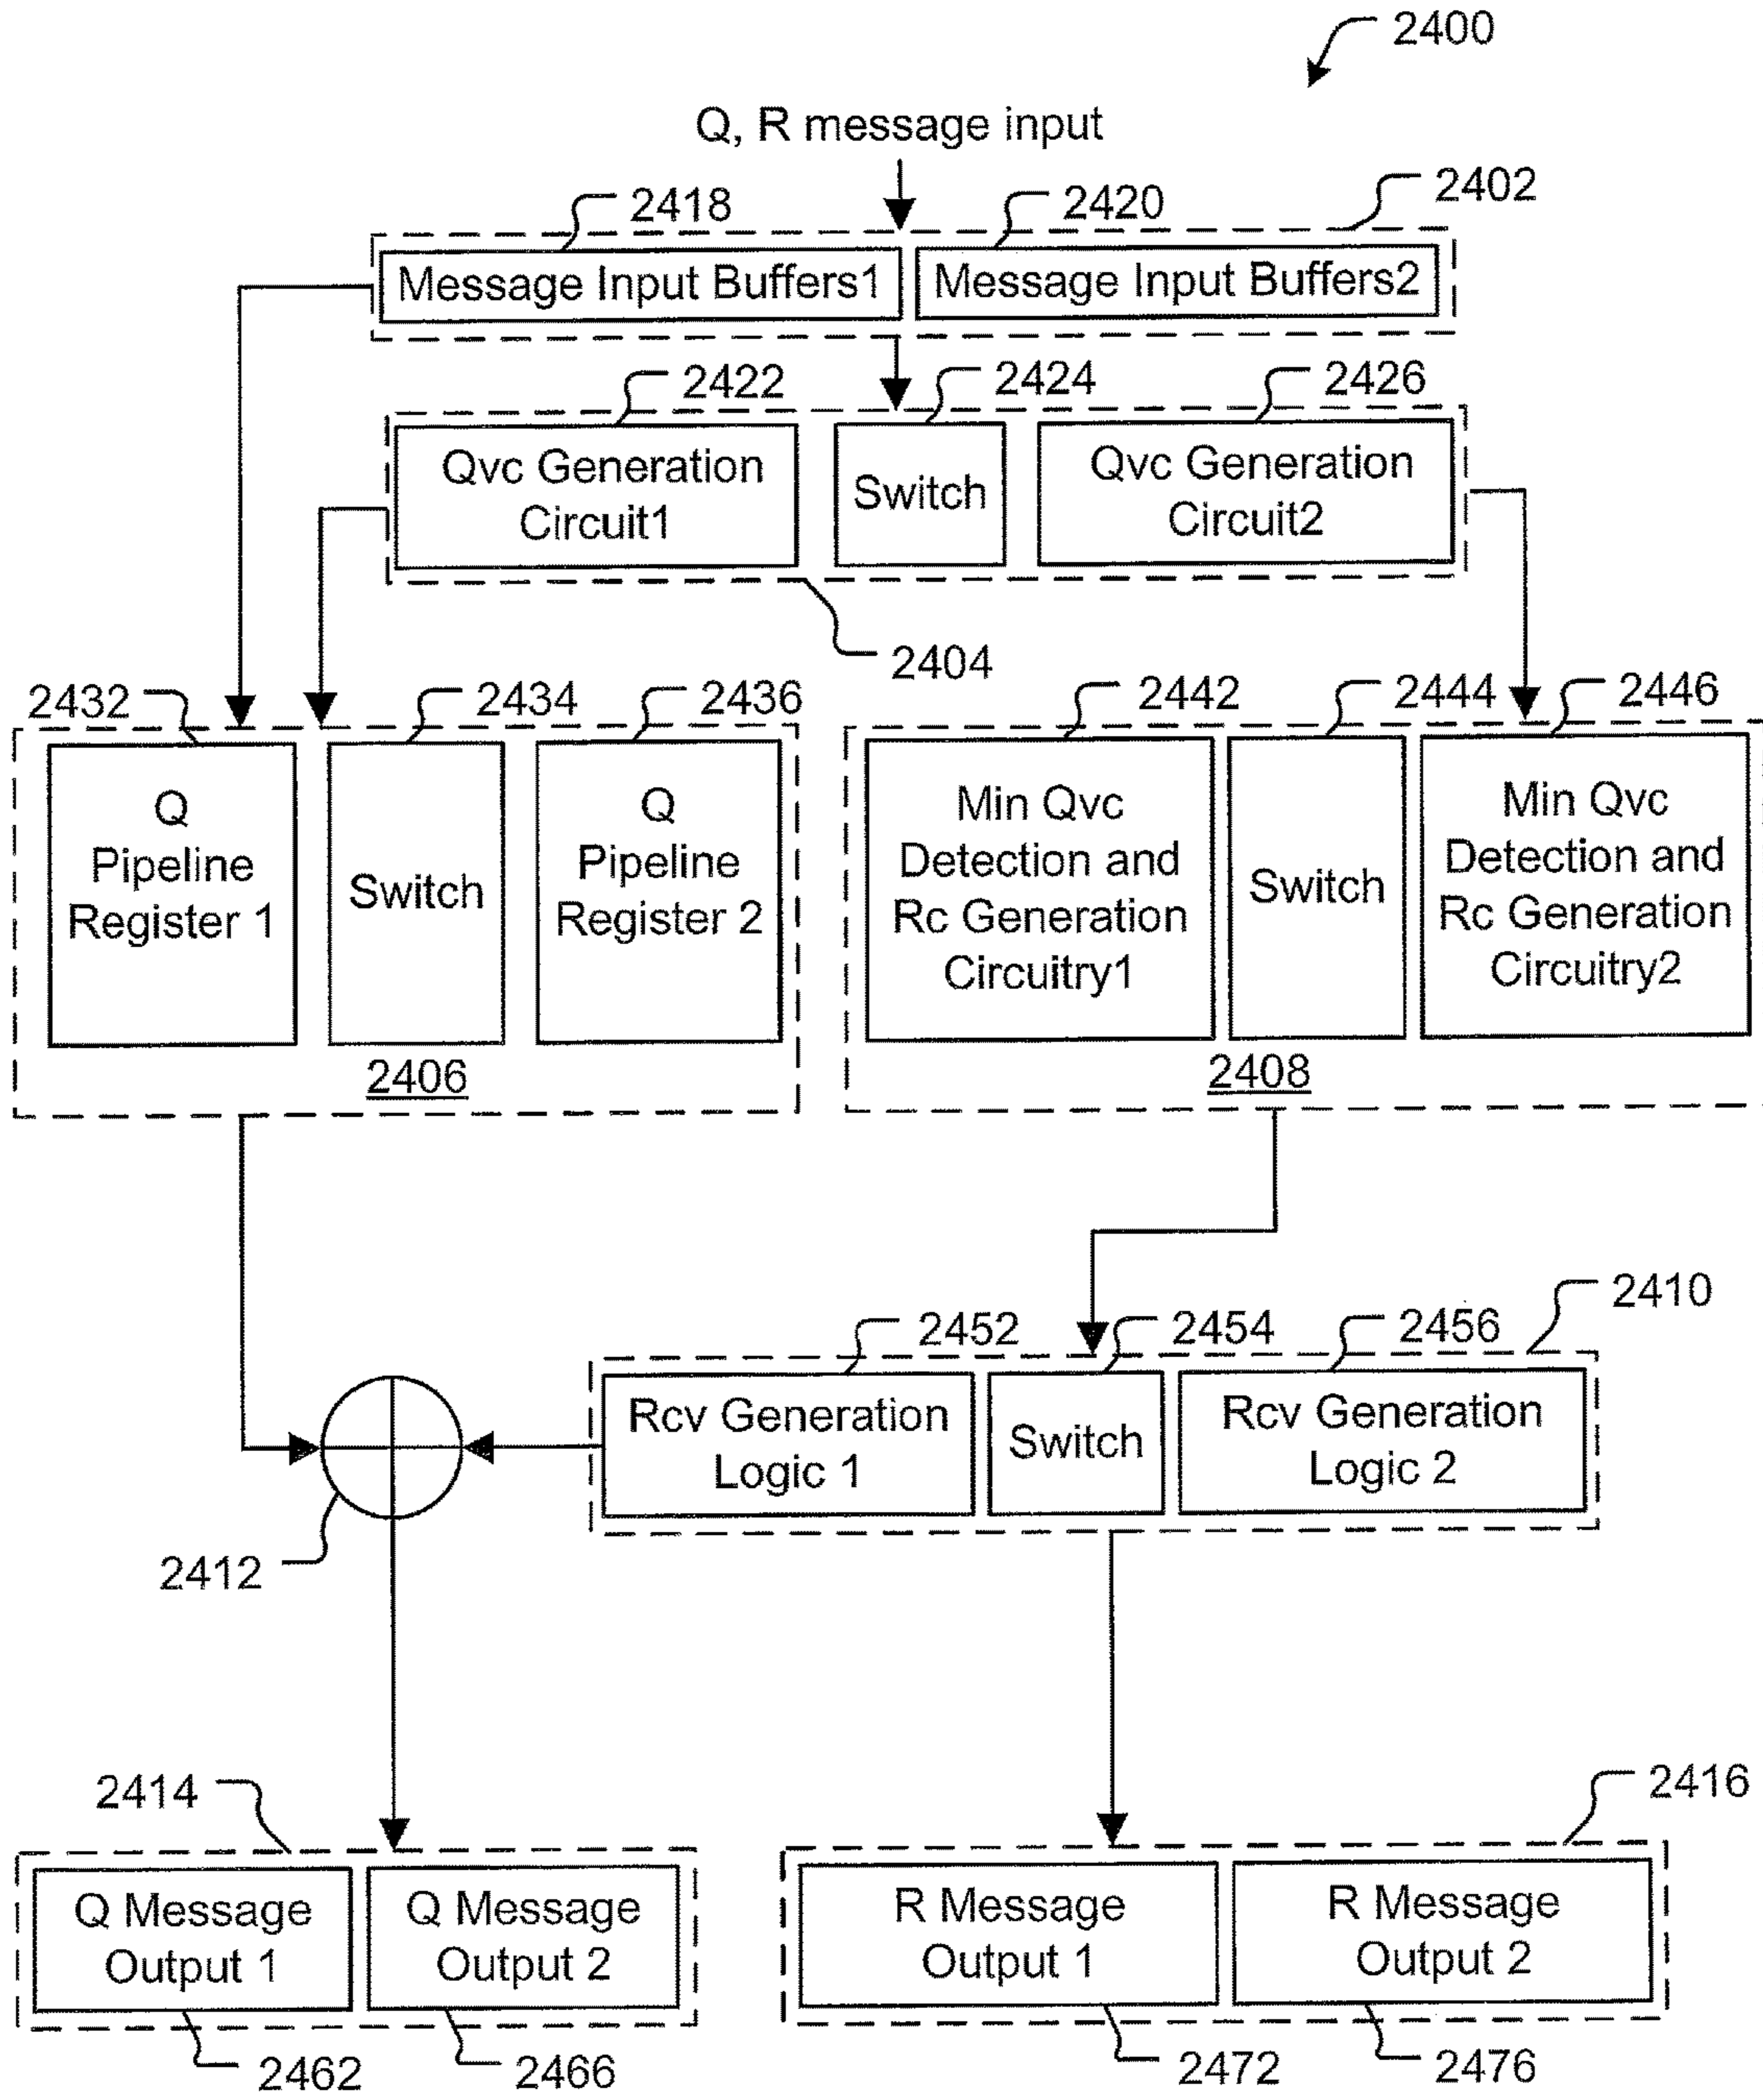 2400
Q, R message input
2418
2420
2402
Message Input Buffers1
Message Input Buffers2
2422
2424
2426
Qvc Generation
Circuit1
Switch
Qvc Generation
Circuit2
2404
2432
2434
2436
2442
2444
2446
Q
Pipeline
Register 1
Switch
Q
Pipeline
Register 2
Min Qvc
Detection and
Rc Generation
Circuitry1
Switch
Min Qvc
Detection and
Rc Generation
Circuitry2
2406
2408
2410
2452
2454
2456
Rcv Generation
Logic 1
Switch
Rcv Generation
Logic 2
2412
2414
2416
Q Message
Output 1
Q Message
Output 2
R Message
Output 1
R Message
Output 2
2462
2466
2472
2476